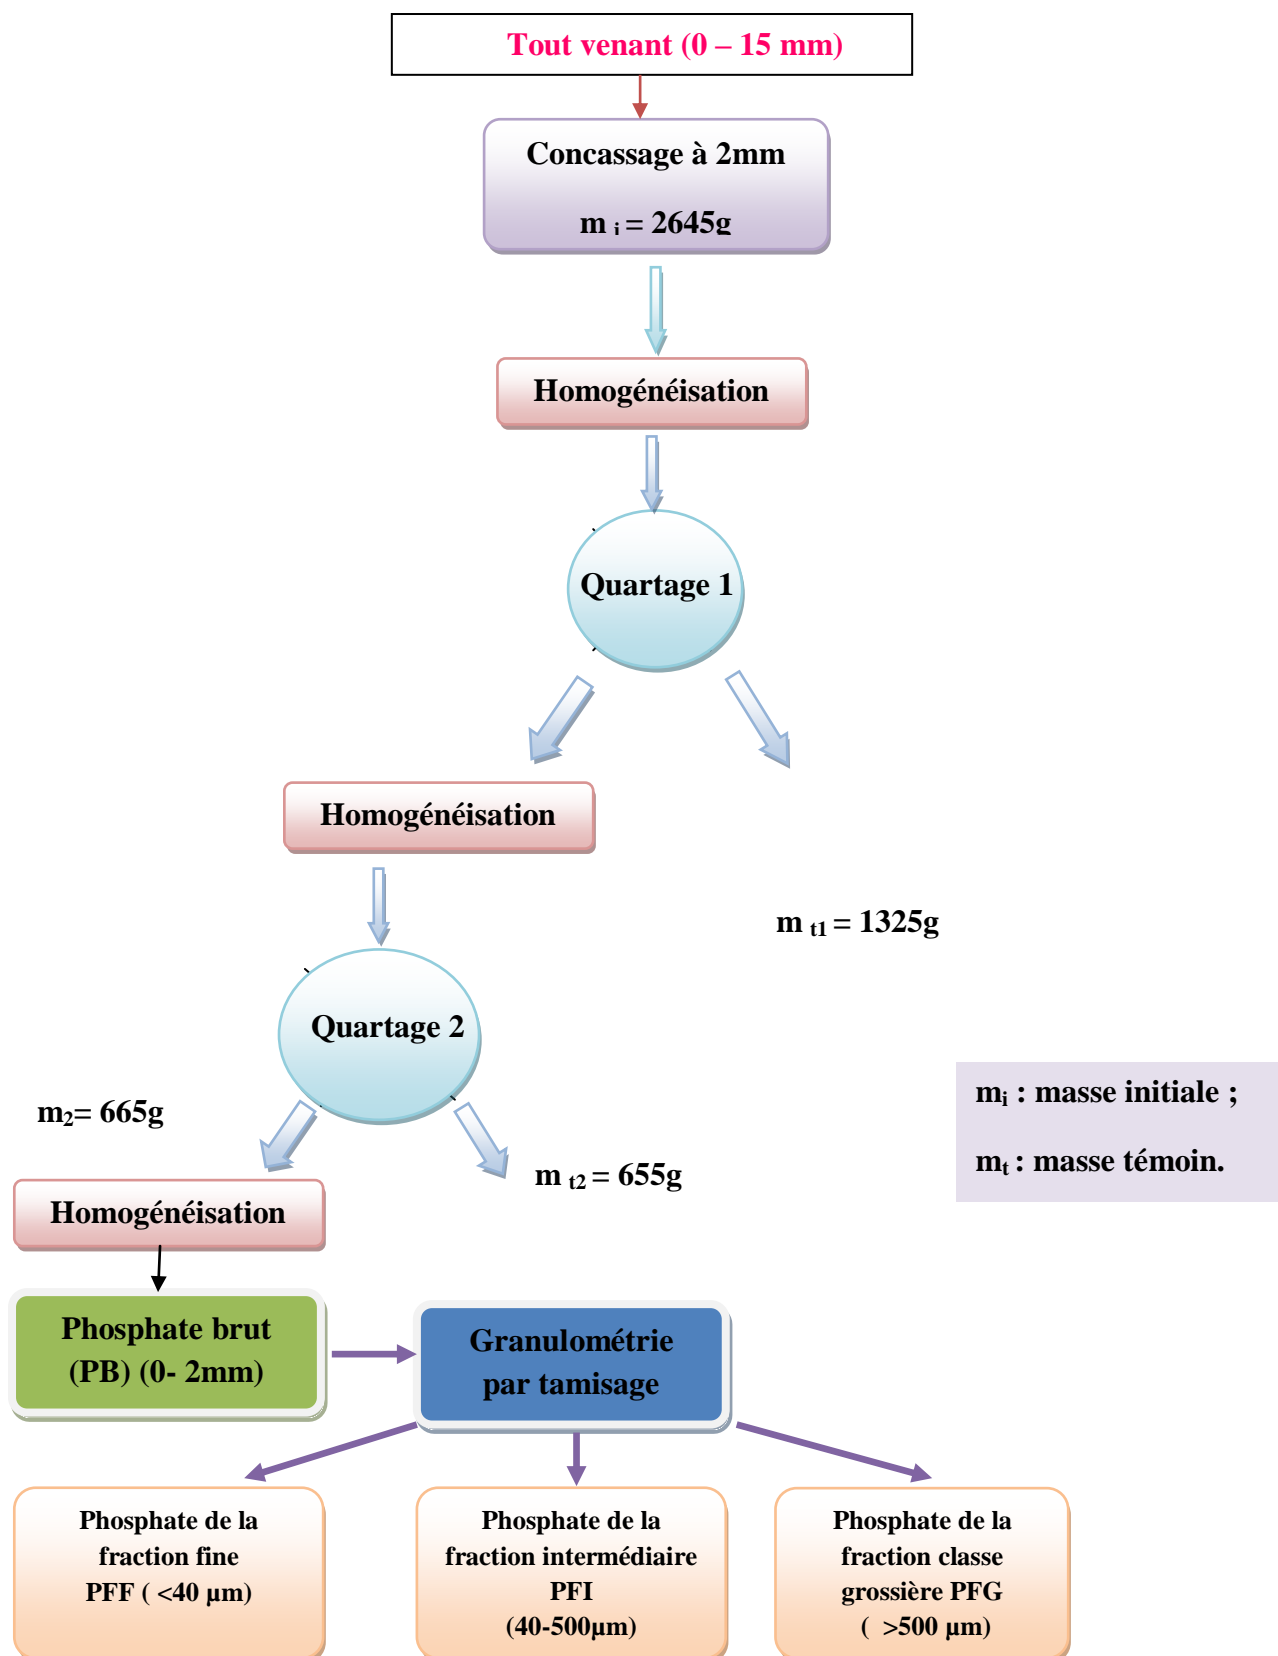 Tout venant (0 – 15 mm)
Concassage à 2mm
m i = 2645g
Homogénéisation
Quartage 1
Homogénéisation
m t1 = 1325g
Quartage 2
m2= 665g
m t2 = 655g
mi : masse initiale ;
mt : masse témoin.
Homogénéisation
Phosphate brut
(PB) (0- 2mm)
Granulométrie
par tamisage
Phosphate de la
fraction fine
PFF ( <40 µm)
Phosphate de la
fraction intermédiaire
PFI
(40-500µm)
Phosphate de la
fraction classe
grossière PFG
( >500 µm)